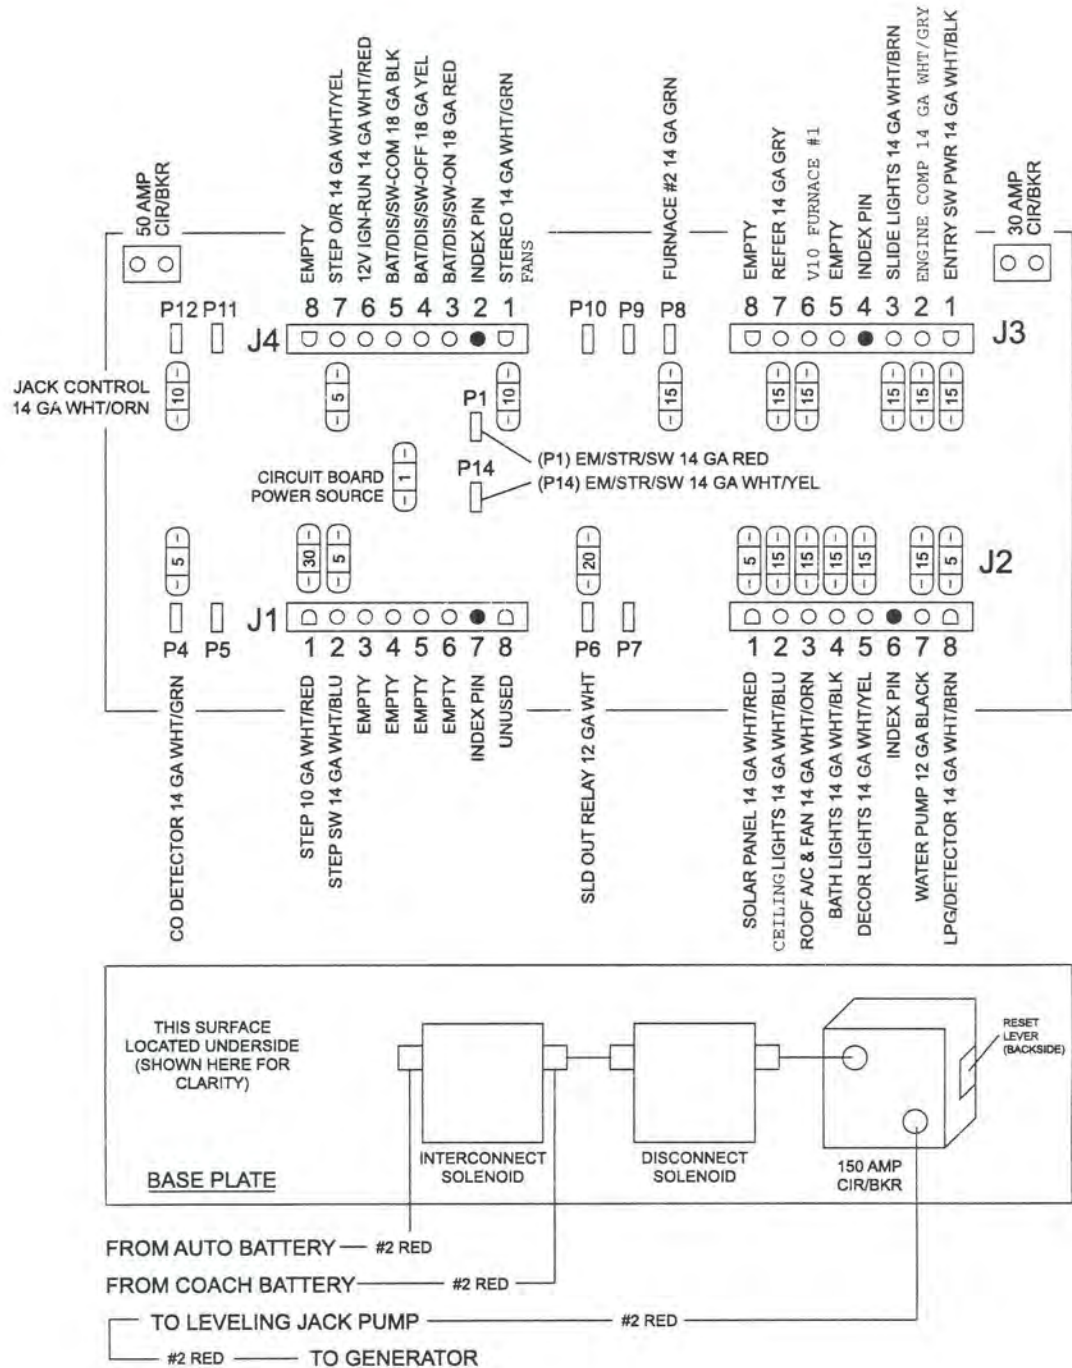 50 AMP
CIR/BKR
EMPTY
STEP O/R 14 GA WHT/YEL
12V IGN-RUN 14 GA WHT/RED
BAT/DIS/SW-COM 18 GA BLK
BAT/DIS/SW-OFF 18 GA YEL
BAT/DIS/SW-ON 18 GA RED
INDEX PIN
STEREO 14 GA WHT/GRN
FANS
FURNACE #2 14 GA GRN
EMPTY
REFER 14 GA GRY
V10 FURNACE #1
EMPTY
INDEX PIN
SLIDE LIGHTS 14 GA WHT/BRN
ENGINE COMP 14 GA WHT/GRY
ENTRY SW PWR 14 GA WHT/BLK
30 AMP
CIR/BKR
P12 P11
8 7 6 5 4 3 2 1
P10 P9 P8
8 7 6 5 4 3 2 1
J4
J3
JACK CONTROL
14 GA WHT/ORN
-10-
-5-
-10-
-15-
-15-
-15-
-15-
-15-
-15-
P1
(P1) EM/STR/SW 14 GA RED
P14
(P14) EM/STR/SW 14 GA WHT/YEL
CIRCUIT BOARD
POWER SOURCE
-1-
-5-
-30-
-5-
-20-
-5-
-15-
-15-
-15-
-15-
-15-
-5-
J2
J1
P4 P5
1 2 3 4 5 6 7 8
P6 P7
1 2 3 4 5 6 7 8
CO DETECTOR 14 GA WHT/GRN
STEP 10 GA WHT/RED
STEP SW 14 GA WHT/BLU
EMPTY
EMPTY
EMPTY
EMPTY
INDEX PIN
UNUSED
SLD OUT RELAY 12 GA WHT
SOLAR PANEL 14 GA WHT/RED
CEILING LIGHTS 14 GA WHT/BLU
ROOF A/C & FAN 14 GA WHT/ORN
BATH LIGHTS 14 GA WHT/BLK
DECOR LIGHTS 14 GA WHT/YEL
INDEX PIN
WATER PUMP 12 GA BLACK
LPG/DETECTOR 14 GA WHT/BRN
THIS SURFACE
LOCATED UNDERSIDE
(SHOWN HERE FOR
CLARITY)
RESET
LEVER
(BACKSIDE)
INTERCONNECT
SOLENOID
DISCONNECT
SOLENOID
150 AMP
CIR/BKR
BASE PLATE
FROM AUTO BATTERY #2 RED
FROM COACH BATTERY #2 RED
TO LEVELING JACK PUMP #2 RED
#2 RED TO GENERATOR